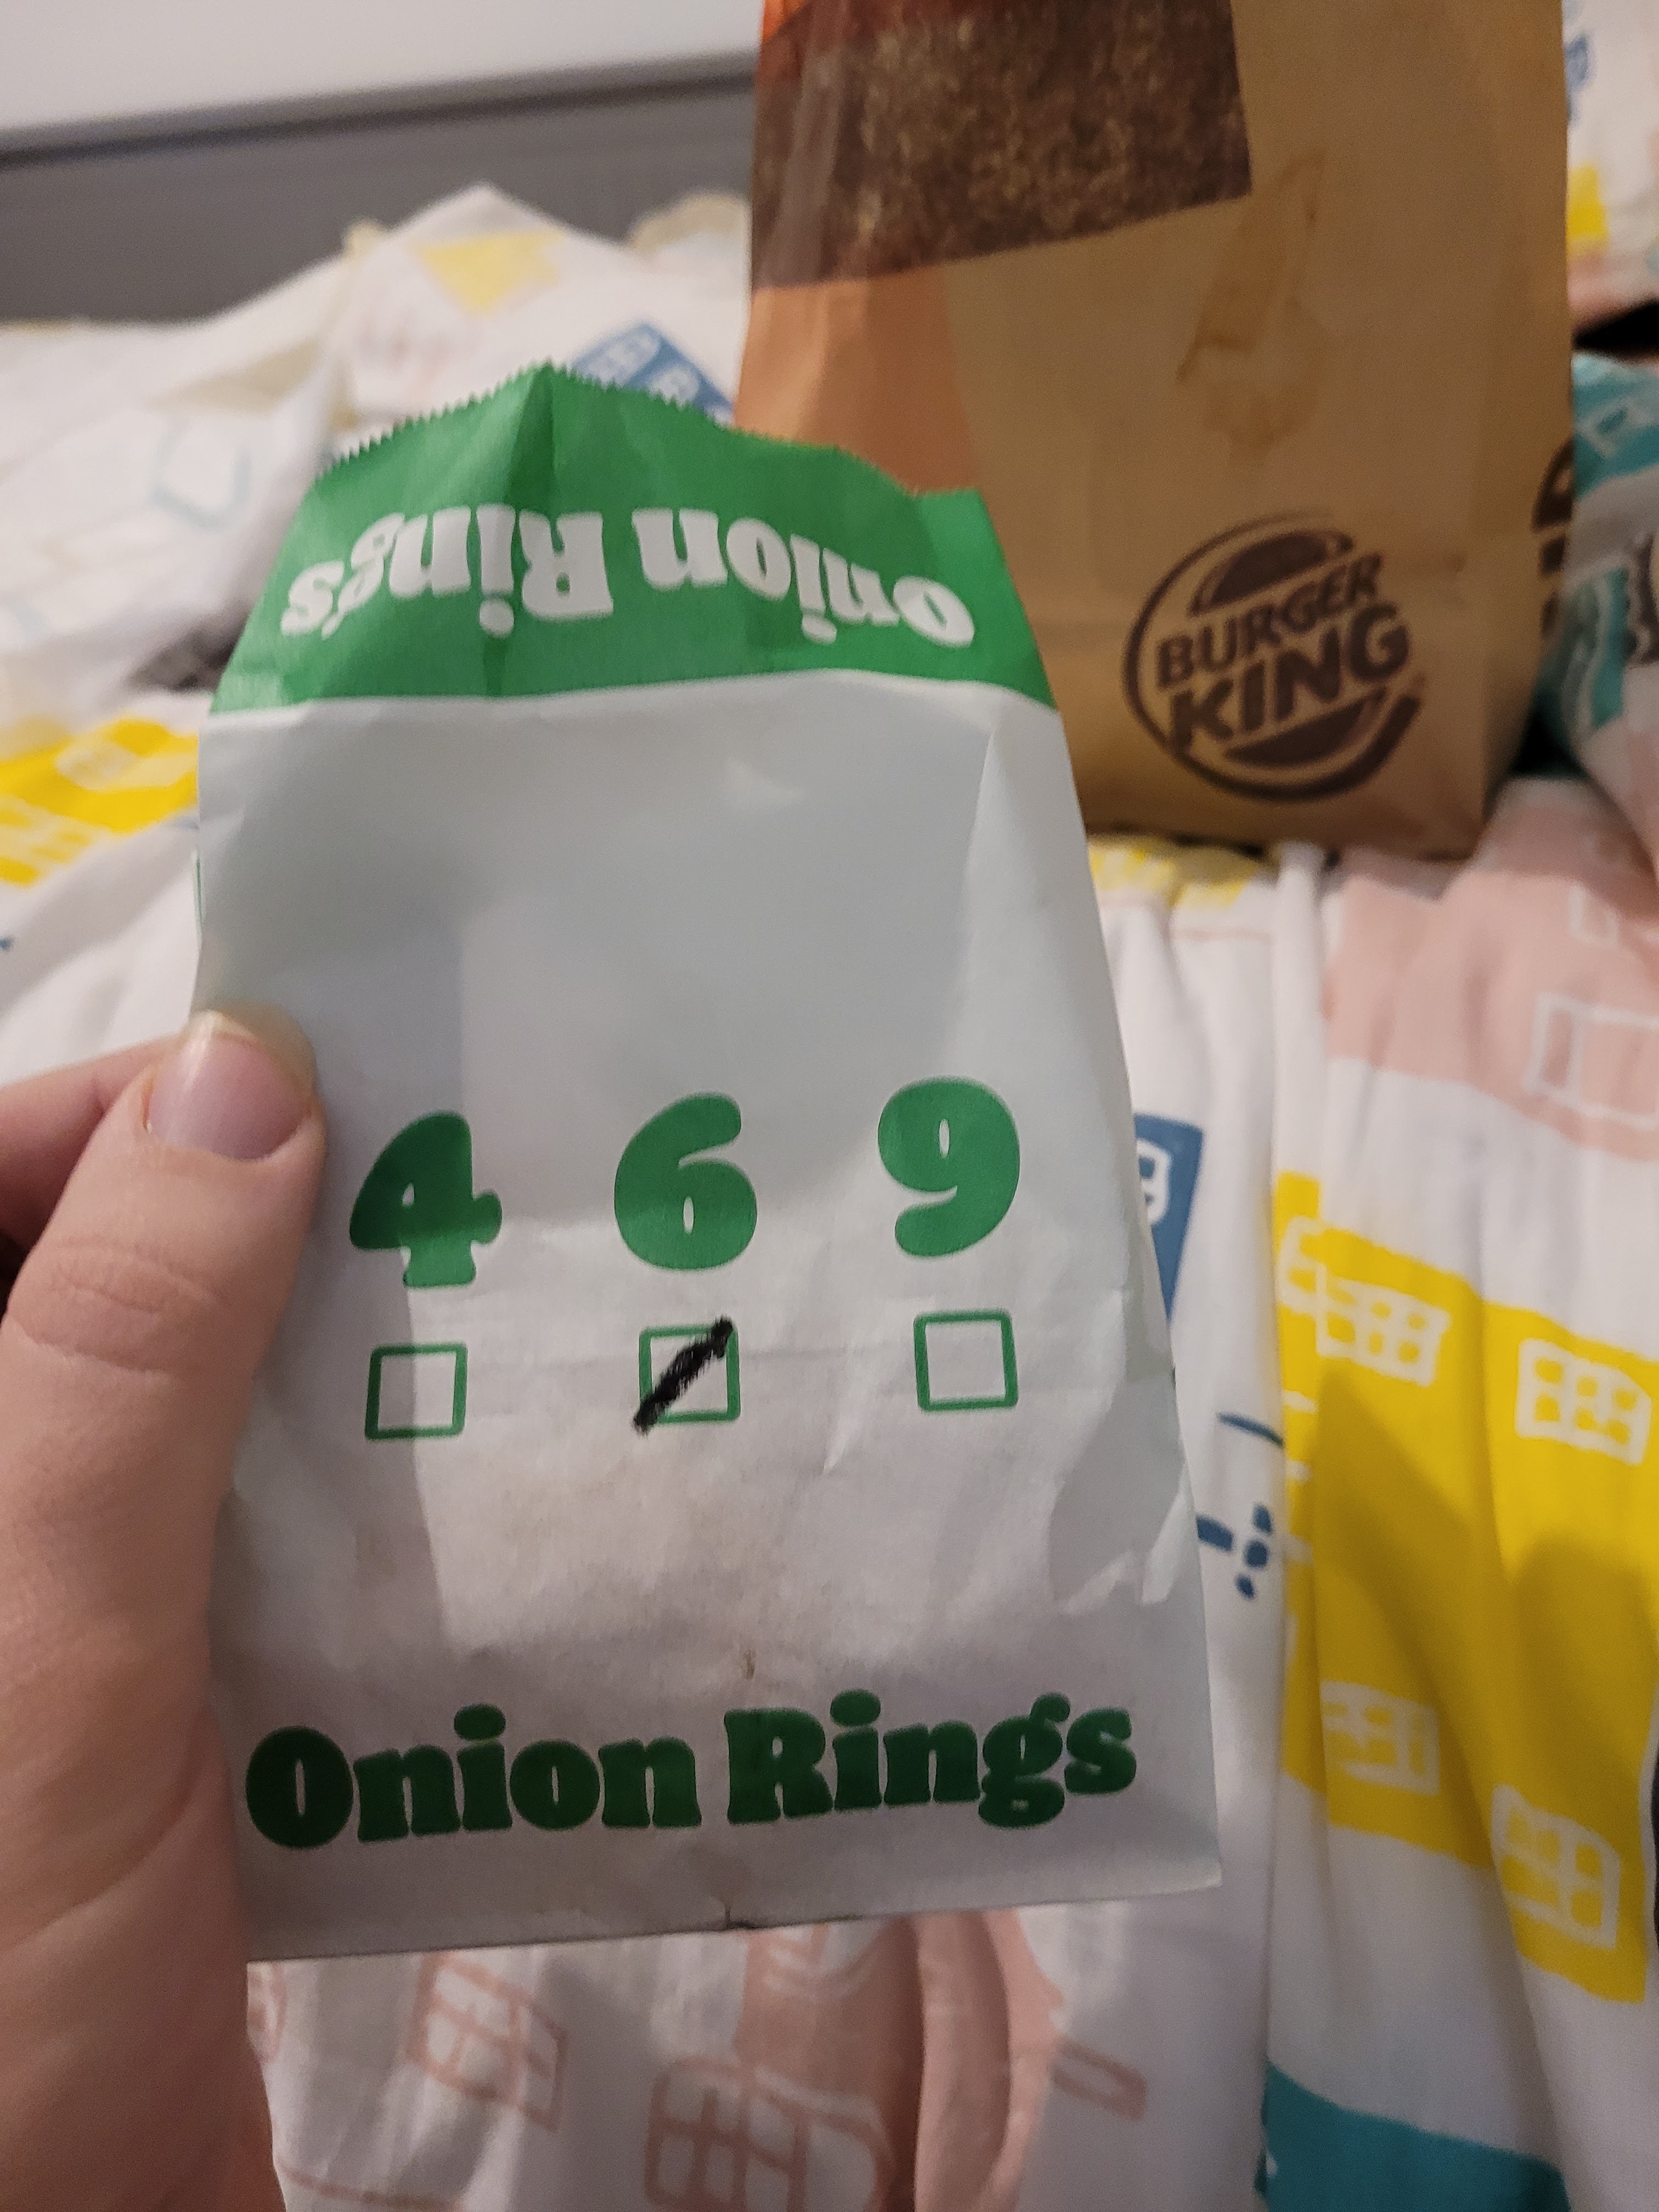 Onion Rings
4 6 9
Onion Rings
BURGER
KING